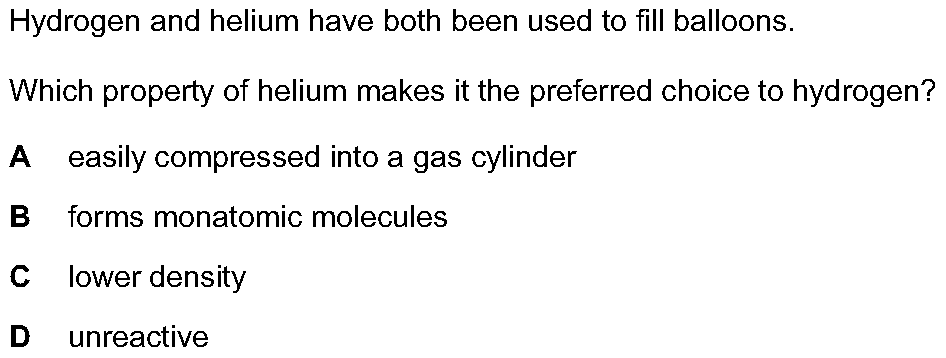 Hydrogen and helium have both been used to fill balloons.
Which property of helium makes it the preferred choice to hydrogen?
A easily compressed into a gas cylinder
B forms monatomic molecules
C lower density
D unreactive